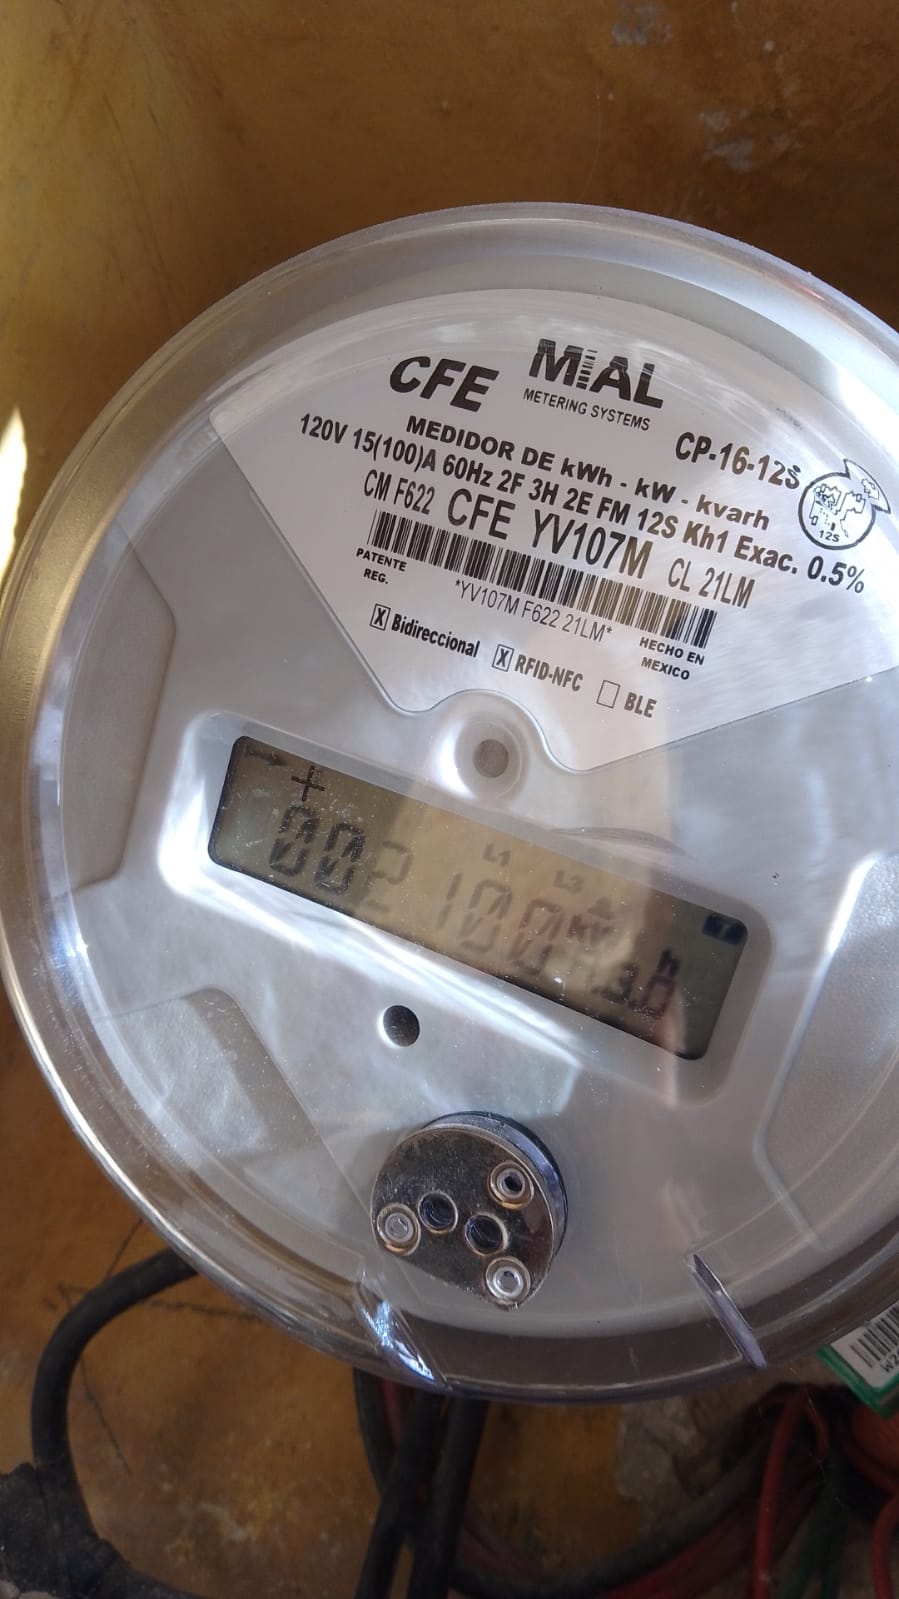 CFE MIAL
METERING SYSTEMS
CP-16-12S
MEDIDOR DE kWh - kW - kvarh
120V 15(100)A 60Hz 2F 3H 2E FM 12S Kh1 Exac. 0.5%
CM F622 CFE YV107M CL 21LM
PATENTE
REG.
*YV107M F622 21LM*
HECHO EN
MEXICO
X Bidireccional X RFID-NFC BLE
12S
+
L1
L3
002100